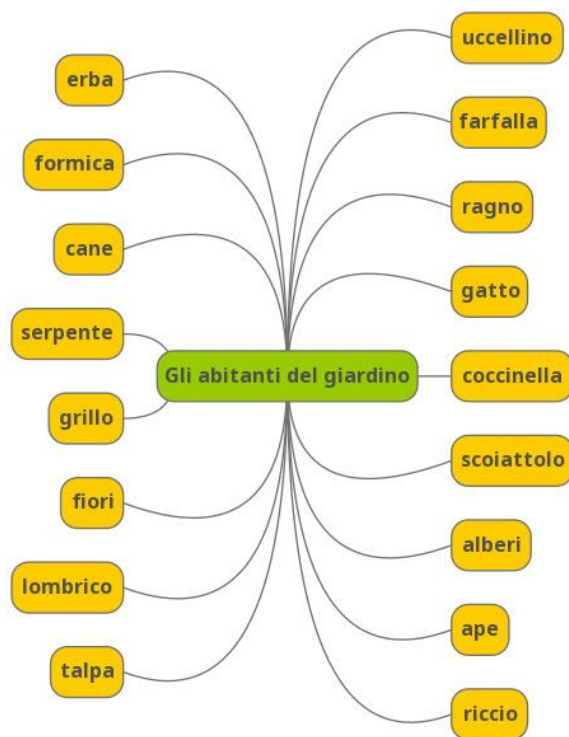 erba
formica
cane
serpente
grillo
fiori
lombrico
talpa
Gli abitanti del giardino
uccellino
farfalla
ragno
gatto
coccinella
scoiattolo
alberi
ape
riccio